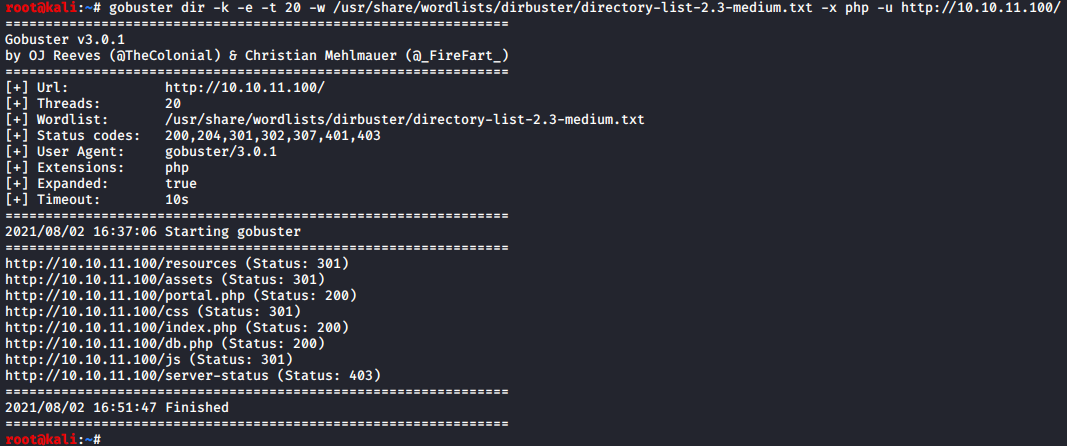 root@kali:~# gobuster dir -k -e -t 20 -w /usr/share/wordlists/dirbuster/directory-list-2.3-medium.txt -x php -u http://10.10.11.100/
===============================================================
Gobuster v3.0.1
by OJ Reeves (@TheColonial) & Christian Mehlmauer (@_FireFart_)
===============================================================
[+] Url:            http://10.10.11.100/
[+] Threads:        20
[+] Wordlist:       /usr/share/wordlists/dirbuster/directory-list-2.3-medium.txt
[+] Status codes:   200,204,301,302,307,401,403
[+] User Agent:     gobuster/3.0.1
[+] Extensions:     php
[+] Expanded:       true
[+] Timeout:        10s
===============================================================
2021/08/02 16:37:06 Starting gobuster
===============================================================
http://10.10.11.100/resources (Status: 301)
http://10.10.11.100/assets (Status: 301)
http://10.10.11.100/portal.php (Status: 200)
http://10.10.11.100/css (Status: 301)
http://10.10.11.100/index.php (Status: 200)
http://10.10.11.100/db.php (Status: 200)
http://10.10.11.100/js (Status: 301)
http://10.10.11.100/server-status (Status: 403)
===============================================================
2021/08/02 16:51:47 Finished
===============================================================
root@kali:~#